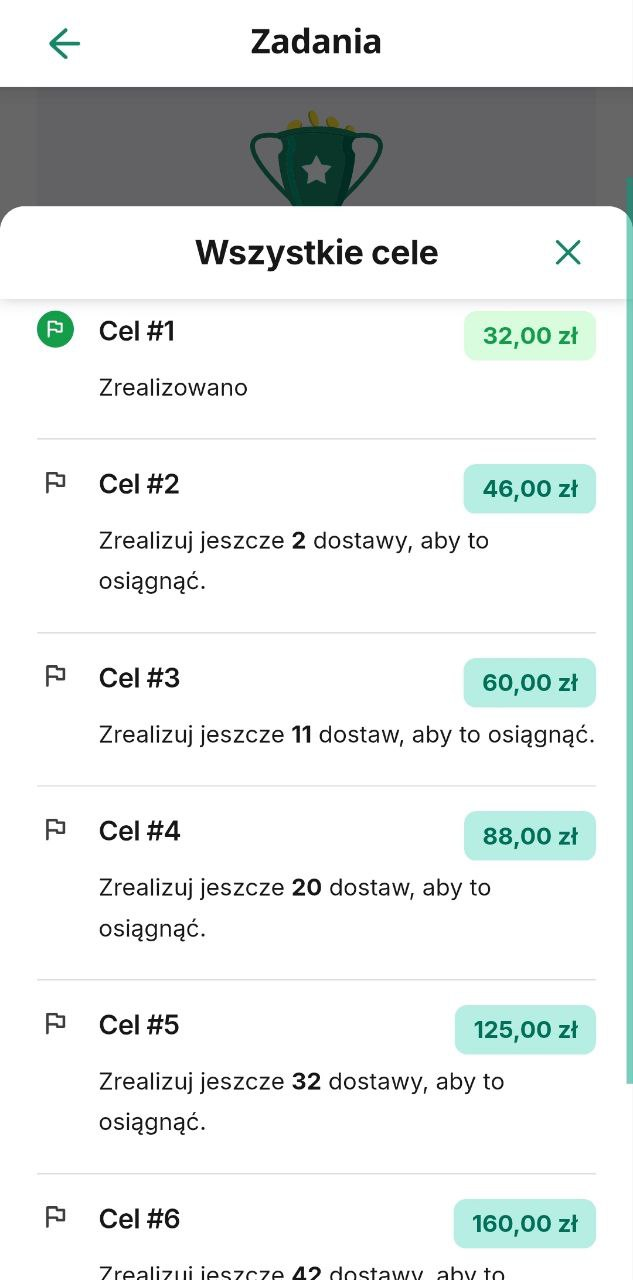 Zadania
Wszystkie cele
Cel #1
32,00 zł
Zrealizowano
Cel #2
46,00 zł
Zrealizuj jeszcze 2 dostawy, aby to
osiągnąć.
Cel #3
60,00 zł
Zrealizuj jeszcze 11 dostaw, aby to osiągnąć.
Cel #4
88,00 zł
Zrealizuj jeszcze 20 dostaw, aby to
osiągnąć.
Cel #5
125,00 zł
Zrealizuj jeszcze 32 dostawy, aby to
osiągnąć.
Cel #6
160,00 zł
Zrealizuj jeszcze 42 dostawy, aby to